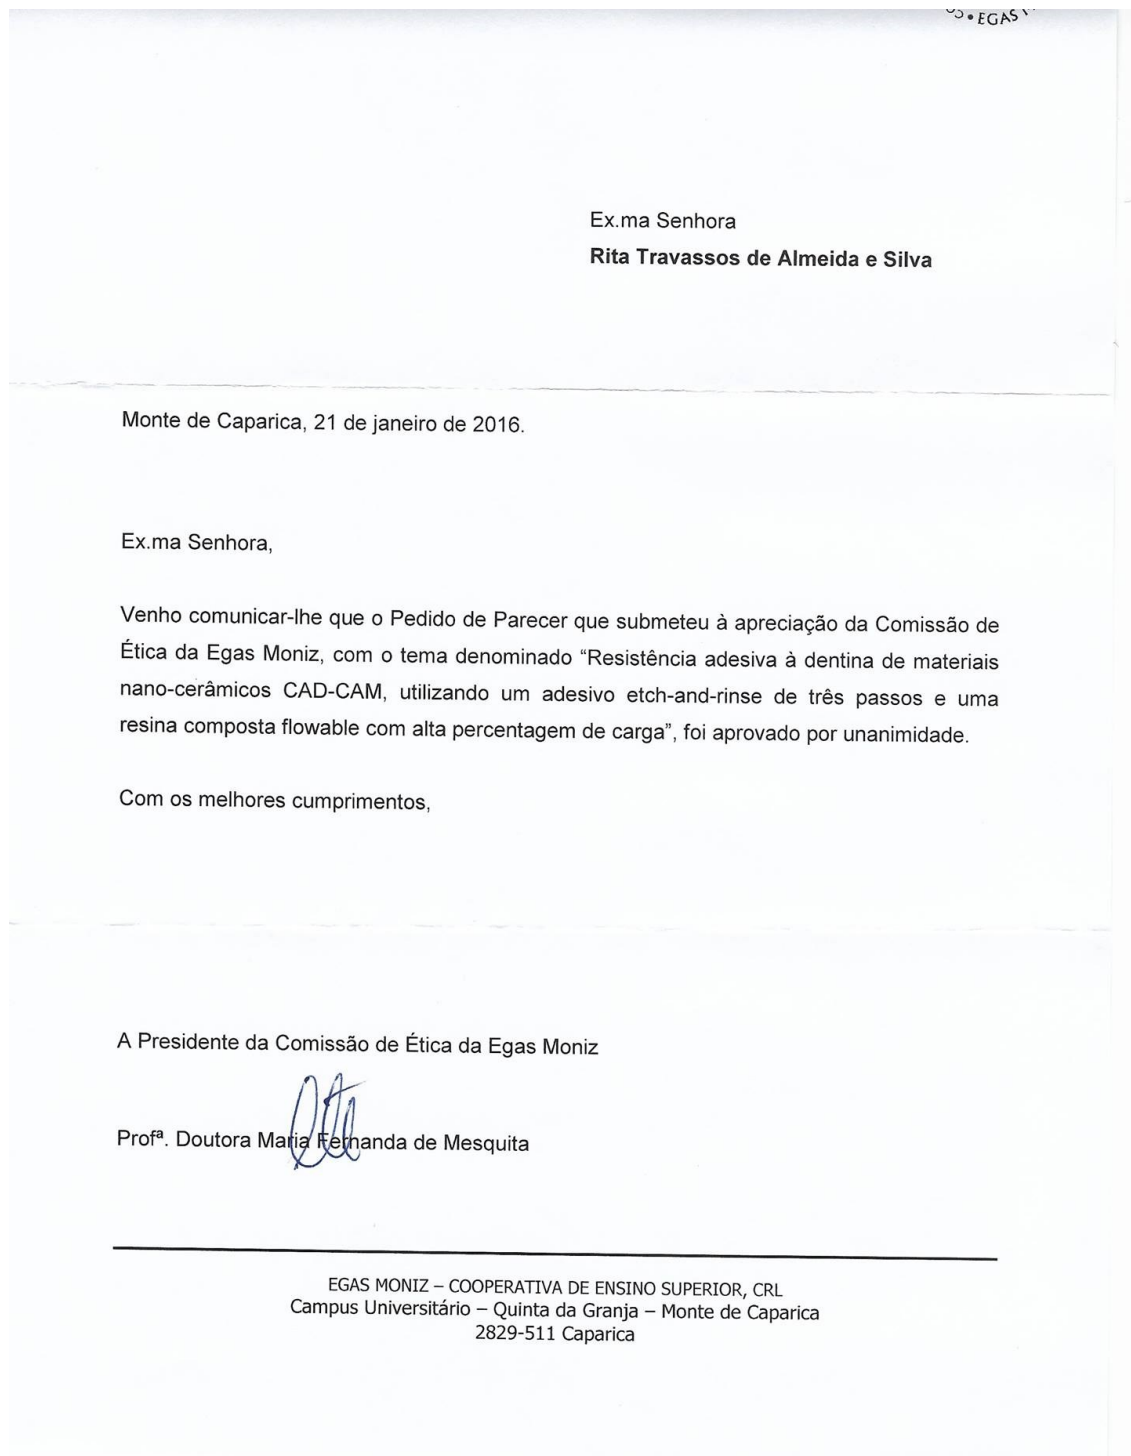 • EGAS
Ex.ma Senhora
Rita Travassos de Almeida e Silva
Monte de Caparica, 21 de janeiro de 2016.
Ex.ma Senhora,
Venho comunicar-lhe que o Pedido de Parecer que submeteu à apreciação da Comissão de
Ética da Egas Moniz, com o tema denominado “Resistência adesiva à dentina de materiais
nano-cerâmicos CAD-CAM, utilizando um adesivo etch-and-rinse de três passos e uma
resina composta flowable com alta percentagem de carga”, foi aprovado por unanimidade.
Com os melhores cumprimentos,
A Presidente da Comissão de Ética da Egas Moniz
Profª. Doutora Maria Fernanda de Mesquita
EGAS MONIZ – COOPERATIVA DE ENSINO SUPERIOR, CRL
Campus Universitário – Quinta da Granja – Monte de Caparica
2829-511 Caparica